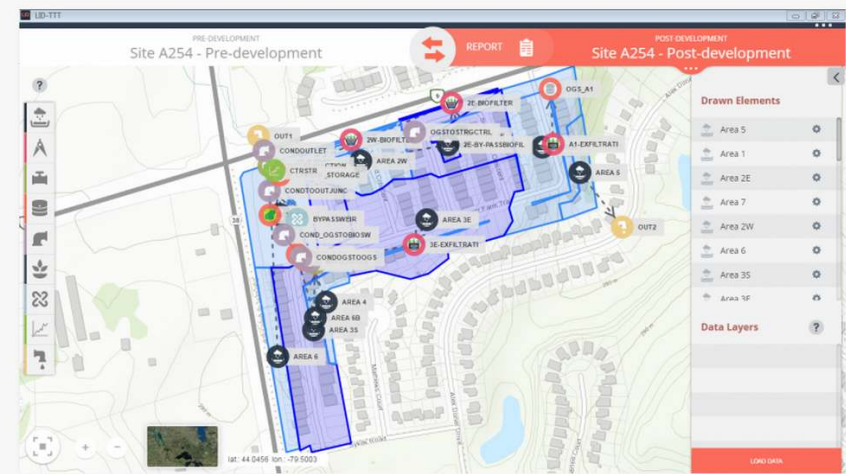 LID-TTT
PRE-DEVELOPMENT
Site A254 - Pre-development
REPORT
POST-DEVELOPMENT
Site A254 - Post-development
?
OUT1
CONDOUTLET
CTRSTR
STORAGE
CONDTOOUTJUNC
BYPASSWEIR
COND_OGSTOBIOSW
CONDOGSTOOGS
2W-BIOFILT
AREA 2W
2E-BIOFILTER
OGSTOSTRGCTRL
2E-BY-PASSBIOFIL
OGS_A1
A1-EXFILTRATI
AREA 5
OUT2
AREA 3E
3E-EXFILTRATI
AREA 4
AREA 6B
AREA 3S
AREA 6
38
lat: 44.0456 lon: -79.5003
Drawn Elements
Area 5
Area 1
Area 2E
Area 7
Area 2W
Area 6
Area 3S
Area 3E
Data Layers
?
LOAD DATA